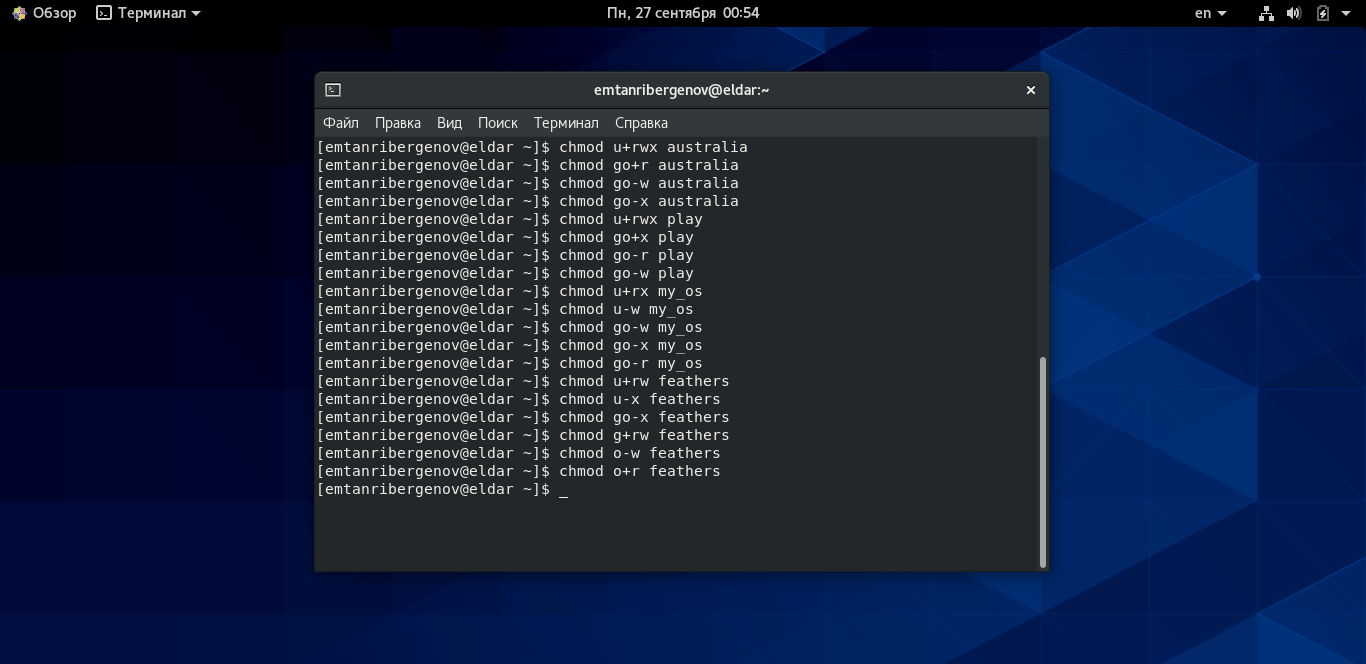 Обзор Терминал Пн, 27 сентября 00:54 en
emtanribergenov@eldar:~
Файл Правка Вид Поиск Терминал Справка
[emtanribergenov@eldar ~]$ chmod u+rwx australia
[emtanribergenov@eldar ~]$ chmod go+r australia
[emtanribergenov@eldar ~]$ chmod go-w australia
[emtanribergenov@eldar ~]$ chmod go-x australia
[emtanribergenov@eldar ~]$ chmod u+rwx play
[emtanribergenov@eldar ~]$ chmod go+x play
[emtanribergenov@eldar ~]$ chmod go-r play
[emtanribergenov@eldar ~]$ chmod go-w play
[emtanribergenov@eldar ~]$ chmod u+rx my_os
[emtanribergenov@eldar ~]$ chmod u-w my_os
[emtanribergenov@eldar ~]$ chmod go-w my_os
[emtanribergenov@eldar ~]$ chmod go-x my_os
[emtanribergenov@eldar ~]$ chmod go-r my_os
[emtanribergenov@eldar ~]$ chmod u+rw feathers
[emtanribergenov@eldar ~]$ chmod u-x feathers
[emtanribergenov@eldar ~]$ chmod go-x feathers
[emtanribergenov@eldar ~]$ chmod g+rw feathers
[emtanribergenov@eldar ~]$ chmod o-w feathers
[emtanribergenov@eldar ~]$ chmod o+r feathers
[emtanribergenov@eldar ~]$ _